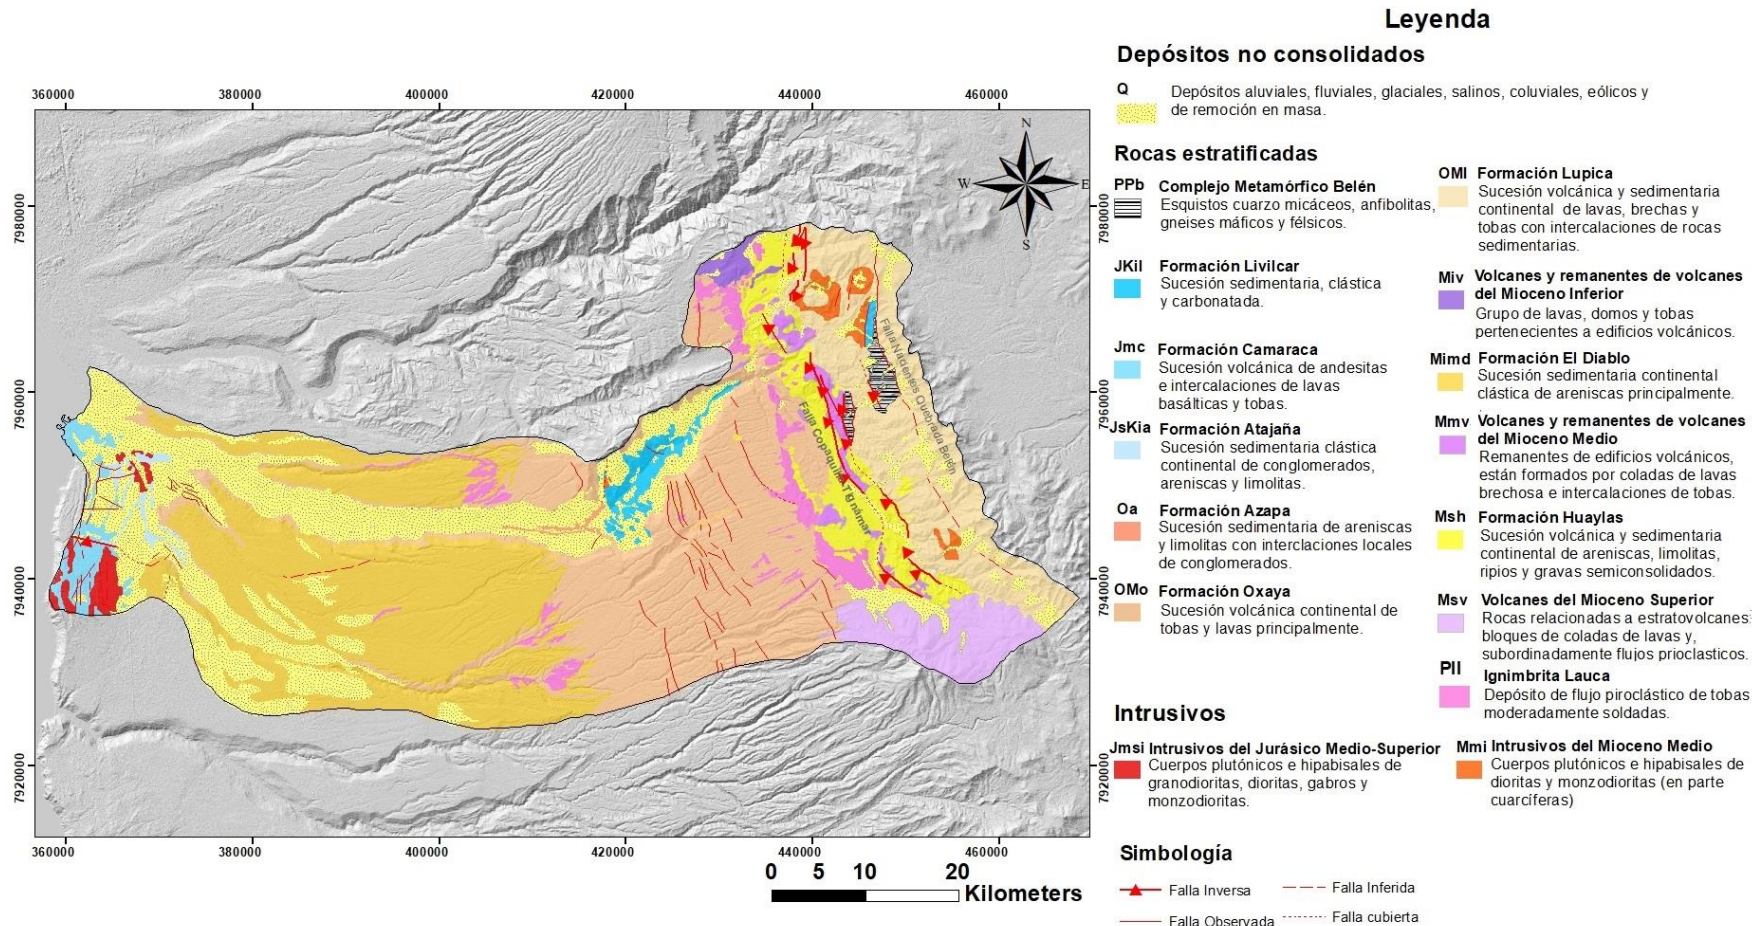 Leyenda
Depósitos no consolidados
Q
Depósitos aluviales, fluviales, glaciales, salinos, coluviales, eólicos y
de remoción en masa.
Rocas estratificadas
PPb Complejo Metamórfico Belén
Esquistos cuarzo micáceos, anfibolitas,
gneises máficos y félsicos.
JKil Formación Livilcar
Sucesión sedimentaria, clástica
y carbonatada.
Jmc Formación Camaraca
Sucesión volcánica de andesitas
e intercalaciones de lavas
basálticas y tobas.
JsKia Formación Atajaña
Sucesión sedimentaria clástica
continental de conglomerados,
areniscas y limolitas.
Oa Formación Azapa
Sucesión sedimentaria de areniscas
y limolitas con interclaciones locales
de conglomerados.
OMo Formación Oxaya
Sucesión volcánica continental de
tobas y lavas principalmente.
OMl Formación Lupica
Sucesión volcánica y sedimentaria
continental de lavas, brechas y
tobas con intercalaciones de rocas
sedimentarias.
Miv Volcanes y remanentes de volcanes
del Mioceno Inferior
Grupo de lavas, domos y tobas
pertenecientes a edificios volcánicos.
Mimd Formación El Diablo
Sucesión sedimentaria continental
clástica de areniscas principalmente.
Mmv Volcanes y remanentes de volcanes
del Mioceno Medio
Remanentes de edificios volcánicos,
están formados por coladas de lavas
brechosa e intercalaciones de tobas.
Msh Formación Huaylas
Sucesión volcánica y sedimentaria
continental de areniscas, limolitas,
ripios y gravas semiconsolidados.
Msv Volcanes del Mioceno Superior
Rocas relacionadas a estratovolcanes:
bloques de coladas de lavas y,
subordinadamente flujos prioclasticos.
Pll Ignimbrita Lauca
Depósito de flujo piroclástico de tobas
moderadamente soldadas.
Intrusivos
Jmsi Intrusivos del Jurásico Medio-Superior
Cuerpos plutónicos e hipabisales de
granodioritas, dioritas, gabros y
monzodioritas.
Mmi Intrusivos del Mioceno Medio
Cuerpos plutónicos e hipabisales de
dioritas y monzodioritas (en parte
cuarcíferas)
Simbología
Falla Inversa
Falla Inferida
Falla Observada
Falla cubierta
360000 380000 400000 420000 440000 460000
N
W E
S
7980000
7960000
7940000
7920000
7980000
7960000
7940000
7920000
Falla Nacientes Quebrada Belén
Falla Copaquilla Tignámar
360000 380000 400000 420000 440000 460000
0 5 10 20
Kilometers